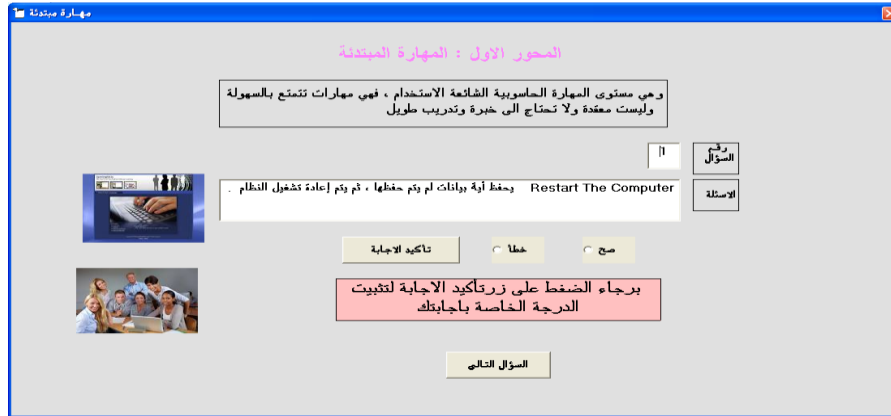 مهارة مبتدئة
المحور الاول : المهارة المبتدئة
وهي مستوى المهارة الحاسوبية الشائعة الاستخدام ، فهي مهارات تتمتع بالسهولة
وليست معقدة ولا تحتاج الى خبرة وتدريب طويل
رقم
السؤال
1
الاسئلة
Restart The Computer يحفظ أية بيانات لم يتم حفظها ، ثم يتم إعادة تشغيل النظام .
صح
خطأ
تأكيد الاجابة
برجاء الضغط على زرتأكيد الاجابة لتثبيت
الدرجة الخاصة باجابتك
السؤال التالي